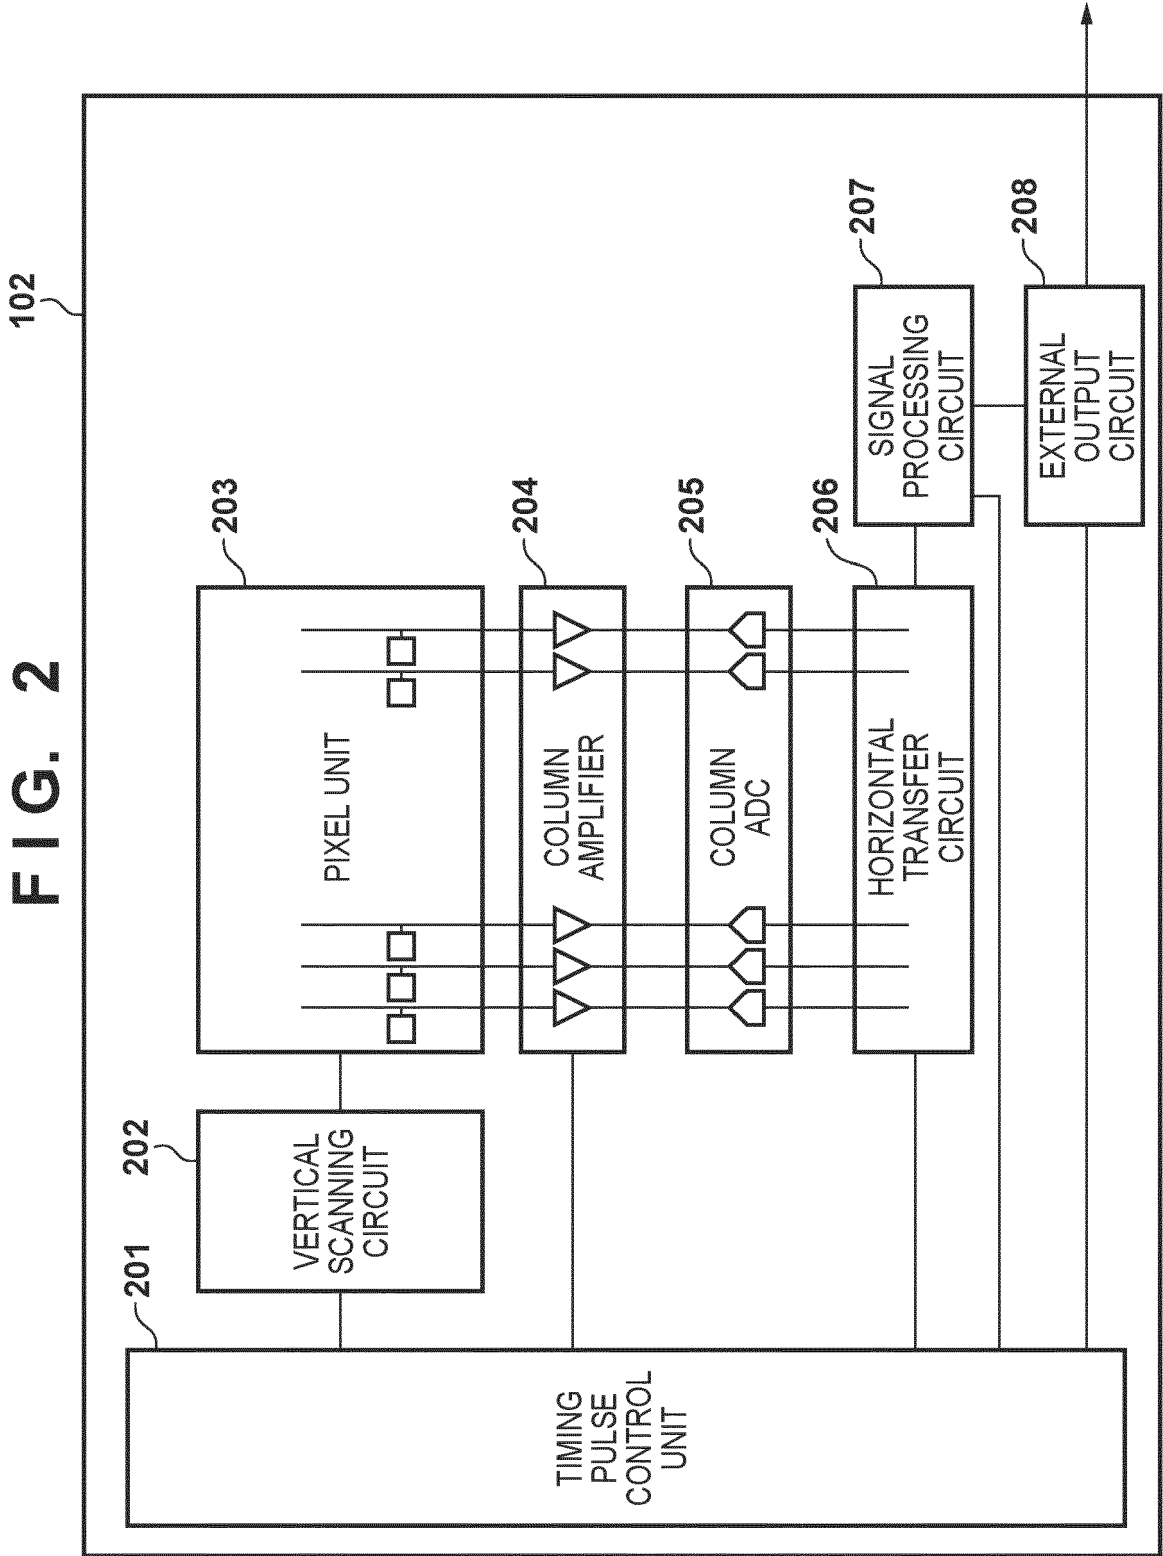 FIG. 2
102
201
TIMING
PULSE
CONTROL
UNIT
202
VERTICAL
SCANNING
CIRCUIT
203
PIXEL UNIT
204
COLUMN
AMPLIFIER
205
COLUMN
ADC
206
HORIZONTAL
TRANSFER
CIRCUIT
207
SIGNAL
PROCESSING
CIRCUIT
208
EXTERNAL
OUTPUT
CIRCUIT